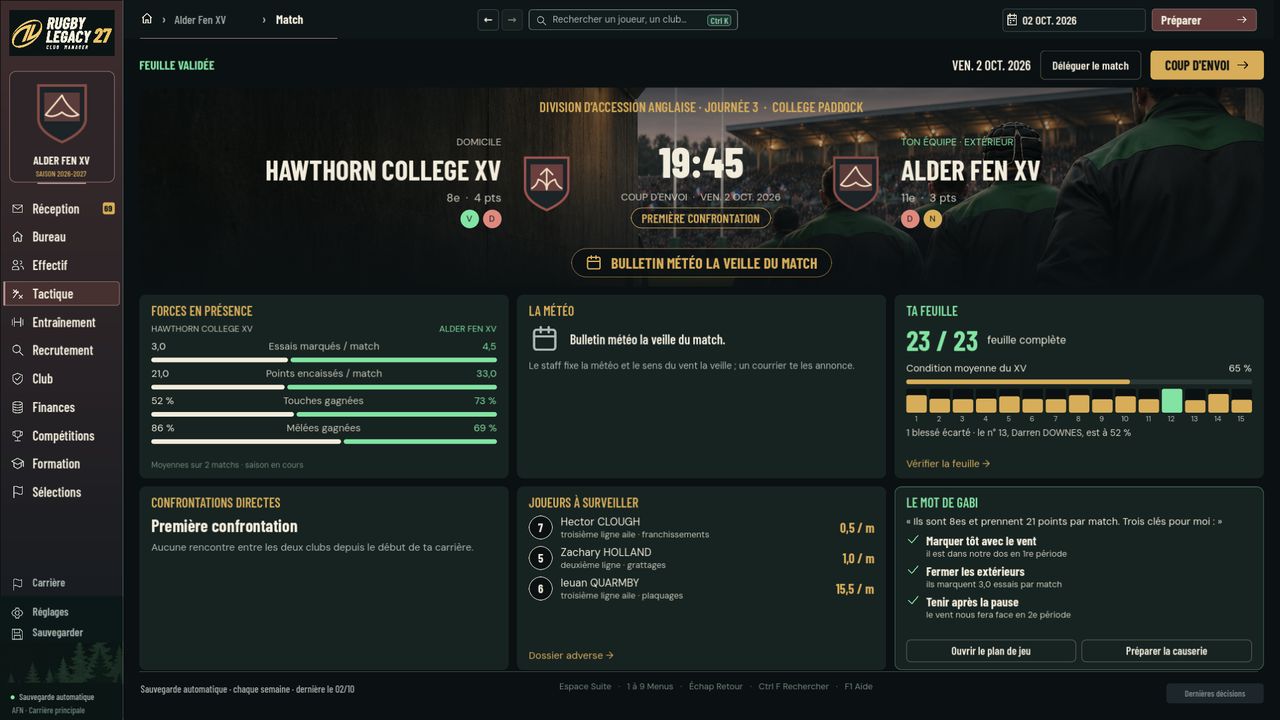 RUGBY
LEGACY 27
CLUB MANAGER
ALDER FEN XV
SAISON 2026-2027
Réception 69
Bureau
Effectif
Tactique
Entraînement
Recrutement
Club
Finances
Compétitions
Formation
Sélections
Carrière
Réglages
Sauvegarder
Sauvegarde automatique
AFN · Carrière principale
› Alder Fen XV › Match
← →
Rechercher un joueur, un club... Ctrl K
02 OCT. 2026
Préparer →
FEUILLE VALIDÉE
VEN. 2 OCT. 2026
Déléguer le match
COUP D'ENVOI →
DIVISION D'ACCESSION ANGLAISE · JOURNÉE 3 · COLLEGE PADDOCK
DOMICILE
HAWTHORN COLLEGE XV
8e · 4 pts
V D
19:45
COUP D'ENVOI · VEN. 2 OCT. 2026
PREMIÈRE CONFRONTATION
TON ÉQUIPE · EXTÉRIEUR
ALDER FEN XV
11e · 3 pts
D N
BULLETIN MÉTÉO LA VEILLE DU MATCH
FORCES EN PRÉSENCE
HAWTHORN COLLEGE XV ALDER FEN XV
3,0 Essais marqués / match 4,5
21,0 Points encaissés / match 33,0
52 % Touches gagnées 73 %
86 % Mêlées gagnées 69 %
Moyennes sur 2 matchs · saison en cours
LA MÉTÉO
Bulletin météo la veille du match.
Le staff fixe la météo et le sens du vent la veille ; un courrier te les annonce.
TA FEUILLE
23 / 23 feuille complète
Condition moyenne du XV 65 %
1 2 3 4 5 6 7 8 9 10 11 12 13 14 15
1 blessé écarté · le n° 13, Darren DOWNES, est à 52 %
Vérifier la feuille →
CONFRONTATIONS DIRECTES
Première confrontation
Aucune rencontre entre les deux clubs depuis le début de ta carrière.
JOUEURS À SURVEILLER
7 Hector CLOUGH 0,5 / m
troisième ligne aile · franchissements
5 Zachary HOLLAND 1,0 / m
deuxième ligne · grattages
6 Ieuan QUARMBY 15,5 / m
troisième ligne aile · plaquages
Dossier adverse →
LE MOT DE GABI
« Ils sont 8es et prennent 21 points par match. Trois clés pour moi : »
Marquer tôt avec le vent
il est dans notre dos en 1re période
Fermer les extérieurs
ils marquent 3,0 essais par match
Tenir après la pause
le vent nous fera face en 2e période
Ouvrir le plan de jeu
Préparer la causerie
Sauvegarde automatique · chaque semaine · dernière le 02/10
Espace Suite · 1 à 9 Menus · Échap Retour · Ctrl F Rechercher · F1 Aide
Dernières décisions